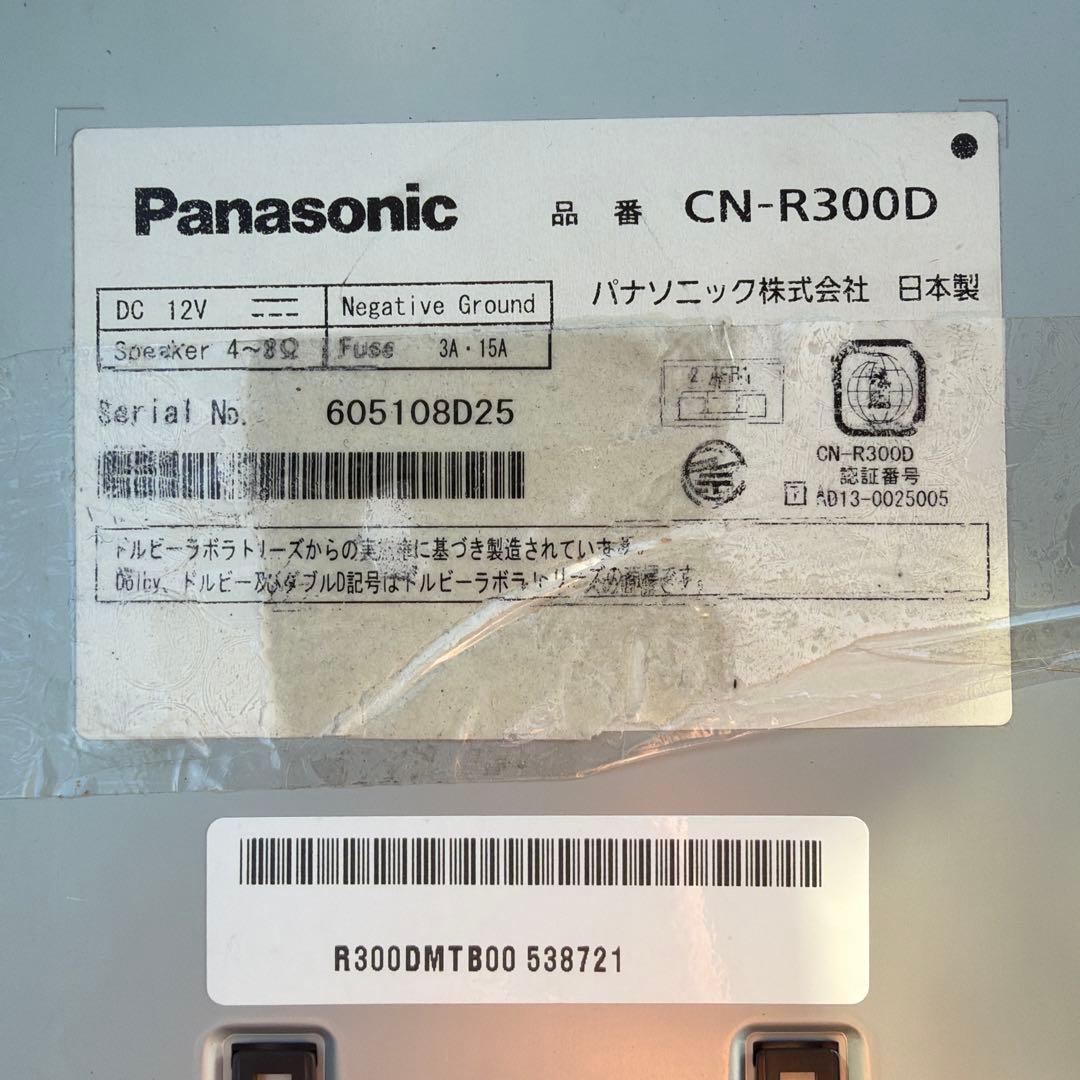 Panasonic 品番 CN-R300D
DC 12V Negative Ground
パナソニック株式会社 日本製
Speaker 4~8Ω Fuse 3A・15A
Serial No. 605108D25
CN-R300D
認証番号
T AD13-0025005
ドルビーラボラトリーズからの実施権に基づき製造されています。
Dolby、ドルビー及びダブルD記号はドルビーラボラトリーズの商標です。
R300DMTB00 538721